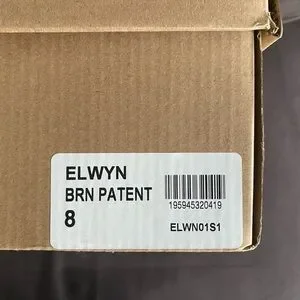 ELWYN
BRN PATENT
8
195945320419
ELWN01S1